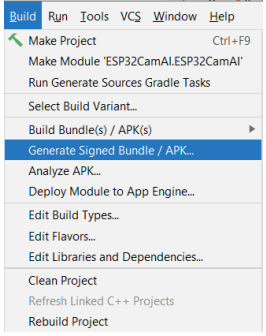 Build Run Tools VCS Window Help
Make Project Ctrl+F9
Make Module 'ESP32CamAI.ESP32CamAI'
Run Generate Sources Gradle Tasks
Select Build Variant...
Build Bundle(s) / APK(s)
Generate Signed Bundle / APK...
Analyze APK...
Deploy Module to App Engine...
Edit Build Types...
Edit Flavors...
Edit Libraries and Dependencies...
Clean Project
Refresh Linked C++ Projects
Rebuild Project